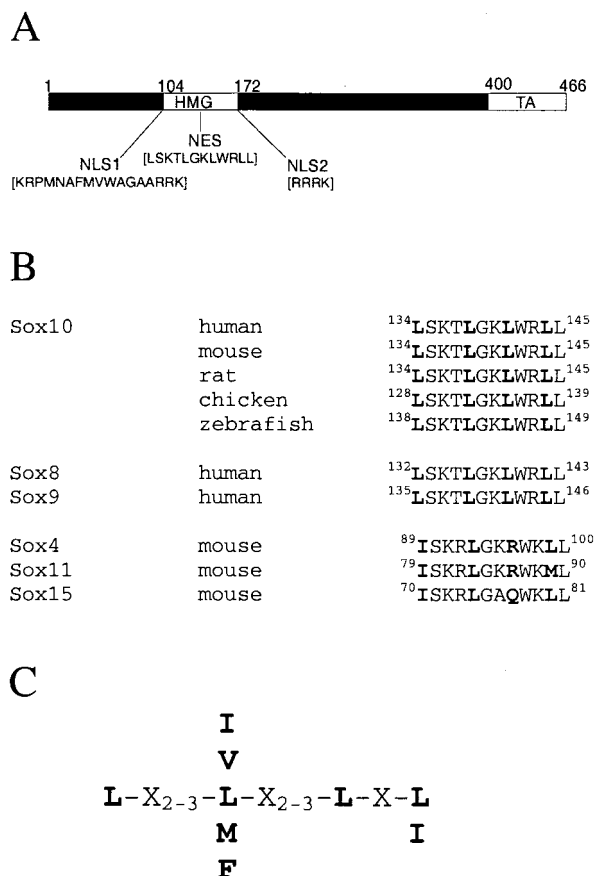 A
1 104 172 400 466
HMG TA
NES
[LSKTLGKLWRLL]
NLS1 NLS2
[KRPMNAFMVWAGAARRK] [RRRK]
B
Sox10 human ¹³⁴LSKTLGKLWRLL¹⁴⁵
mouse ¹³⁴LSKTLGKLWRLL¹⁴⁵
rat ¹³⁴LSKTLGKLWRLL¹⁴⁵
chicken ¹²⁸LSKTLGKLWRLL¹³⁹
zebrafish ¹³⁸LSKTLGKLWRLL¹⁴⁹
Sox8 human ¹³²LSKTLGKLWRLL¹⁴³
Sox9 human ¹³⁵LSKTLGKLWRLL¹⁴⁶
Sox4 mouse ⁸⁹ISKRLGKRWKLL¹⁰⁰
Sox11 mouse ⁷⁹ISKRLGKRWKML⁹⁰
Sox15 mouse ⁷⁰ISKRLGAQWKLL⁸¹
C
I
V
L-X₂₋₃-L-X₂₋₃-L-X-L
M I
F